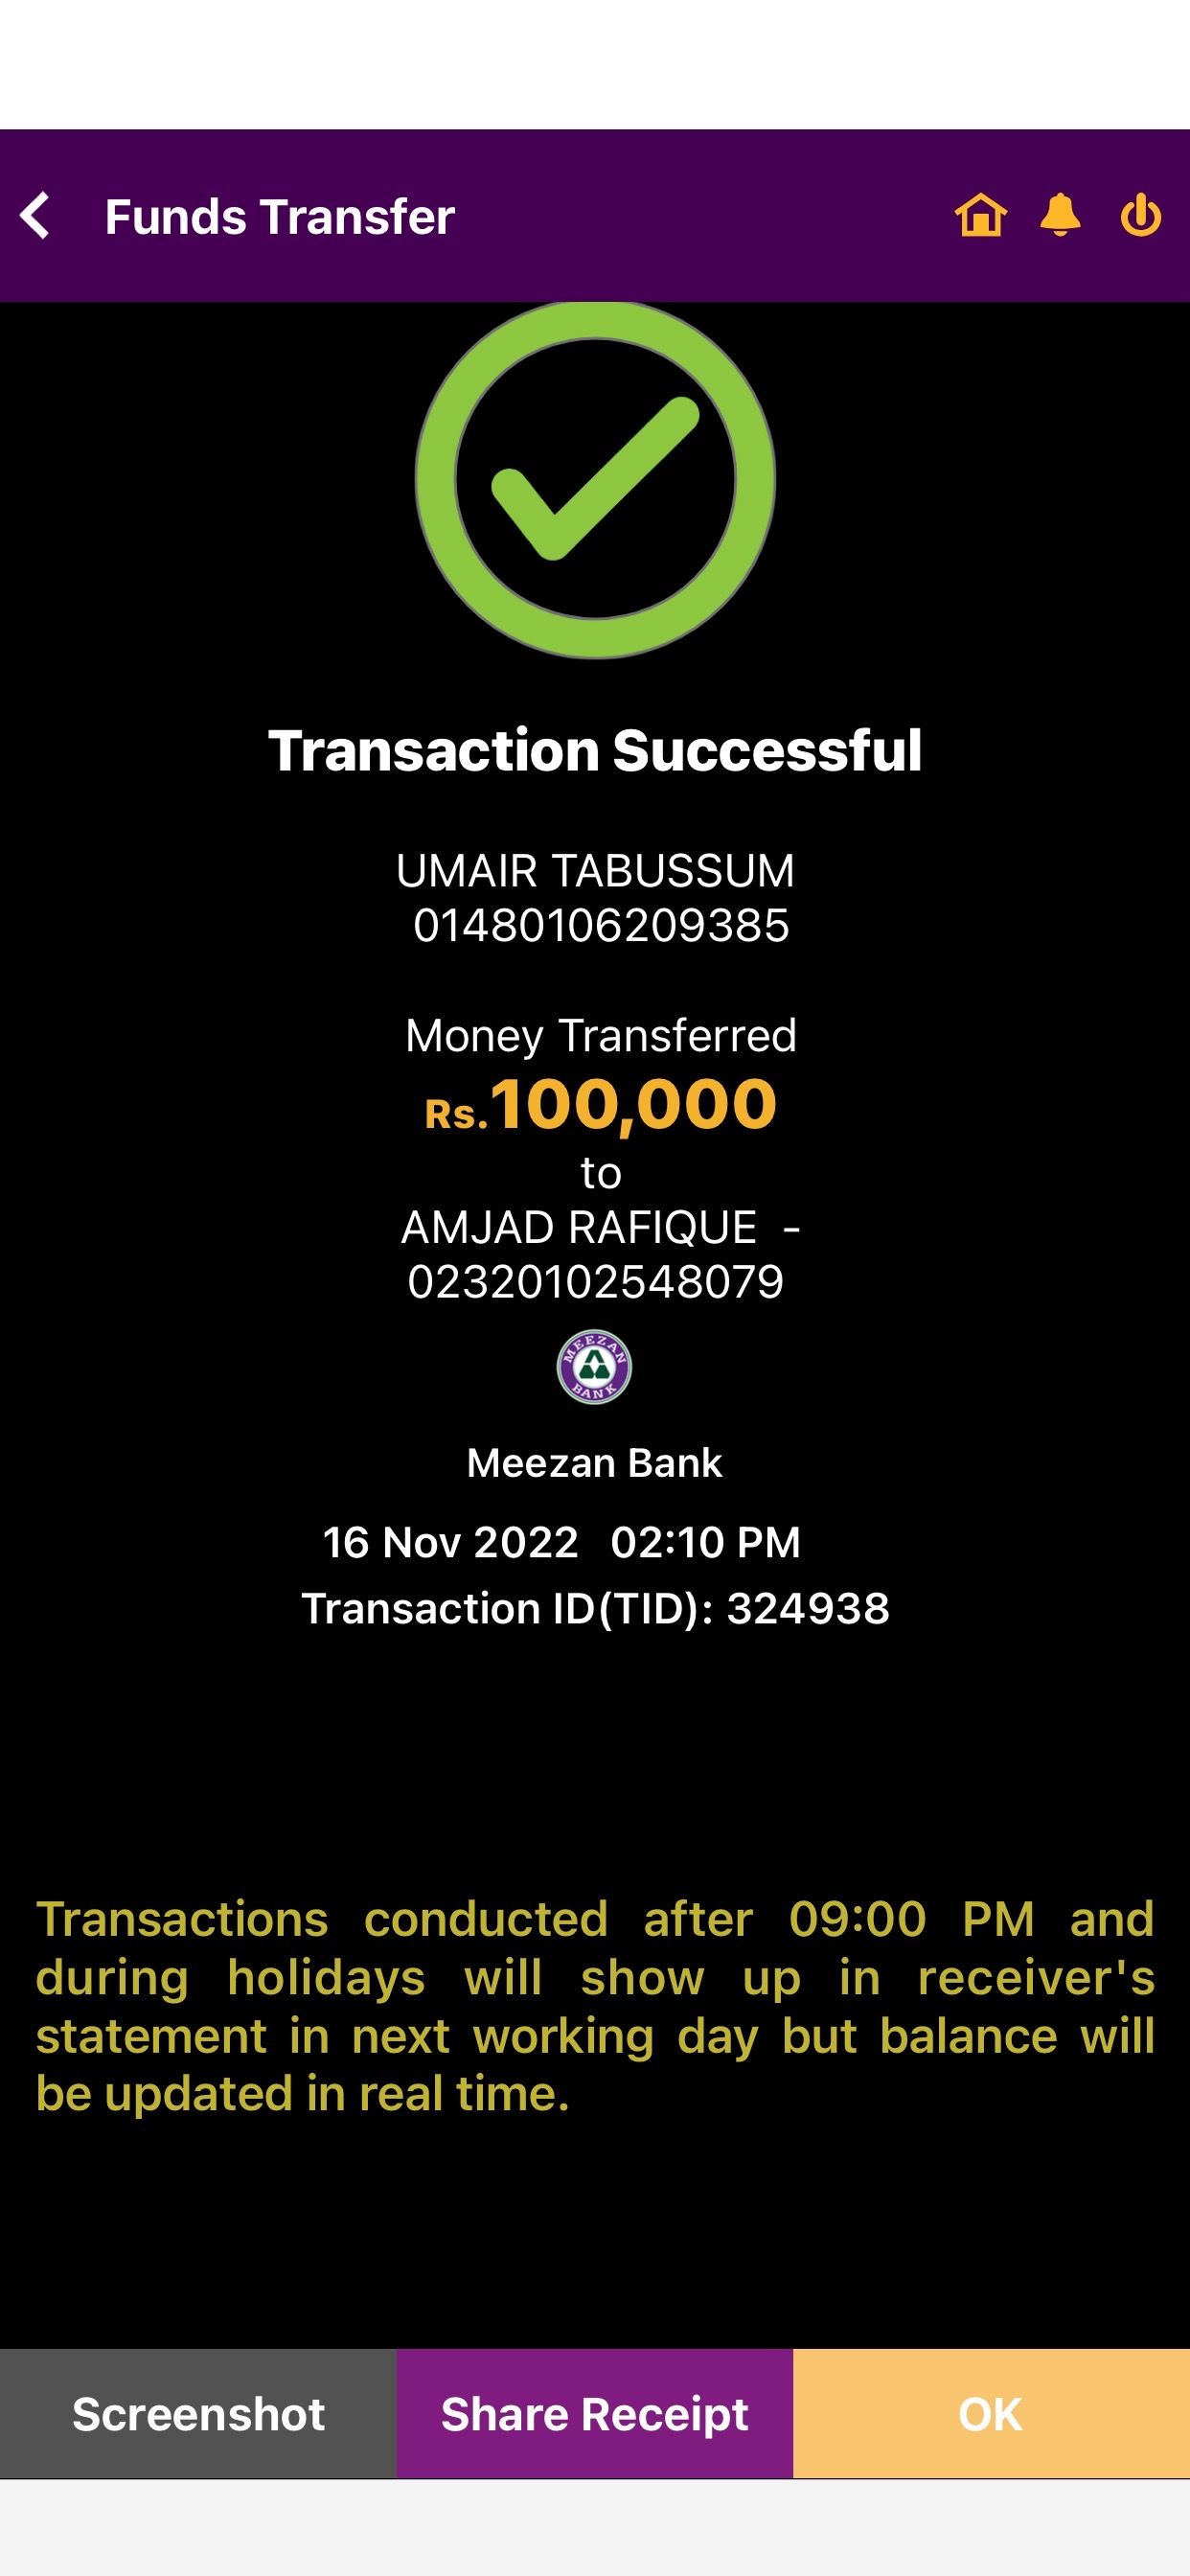 Funds Transfer
Transaction Successful
UMAIR TABUSSUM
01480106209385
Money Transferred
Rs.100,000
to
AMJAD RAFIQUE -
02320102548079
MEEZAN
BANK
Meezan Bank
16 Nov 2022 02:10 PM
Transaction ID(TID): 324938
Transactions conducted after 09:00 PM and
during holidays will show up in receiver's
statement in next working day but balance will
be updated in real time.
Screenshot
Share Receipt
OK